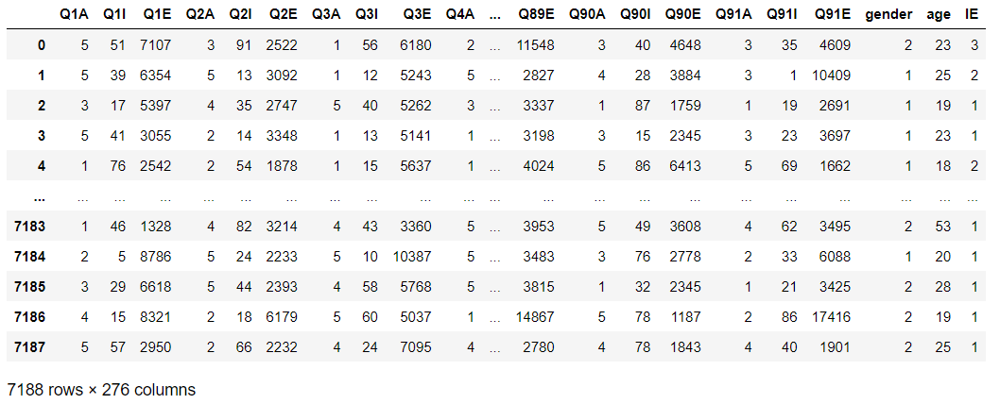 Q1A Q1I Q1E Q2A Q2I Q2E Q3A Q3I Q3E Q4A ... Q89E Q90A Q90I Q90E Q91A Q91I Q91E gender age IE
0 5 51 7107 3 91 2522 1 56 6180 2 ... 11548 3 40 4648 3 35 4609 2 23 3
1 5 39 6354 5 13 3092 1 12 5243 5 ... 2827 4 28 3884 3 1 10409 1 25 2
2 3 17 5397 4 35 2747 5 40 5262 3 ... 3337 1 87 1759 1 19 2691 1 19 1
3 5 41 3055 2 14 3348 1 13 5141 1 ... 3198 3 15 2345 3 23 3697 1 23 1
4 1 76 2542 2 54 1878 1 15 5637 1 ... 4024 5 86 6413 5 69 1662 1 18 2
... ... ... ... ... ... ... ... ... ... ... ... ... ... ... ... ... ... ... ... ... ...
7183 1 46 1328 4 82 3214 4 43 3360 5 ... 3953 5 49 3608 4 62 3495 2 53 1
7184 2 5 8786 5 24 2233 5 10 10387 5 ... 3483 3 76 2778 2 33 6088 1 20 1
7185 3 29 6618 5 44 2393 4 58 5768 5 ... 3815 1 32 2345 1 21 3425 2 28 1
7186 4 15 8321 2 18 6179 5 60 5037 1 ... 14867 5 78 1187 2 86 17416 2 19 1
7187 5 57 2950 2 66 2232 4 24 7095 4 ... 2780 4 78 1843 4 40 1901 2 25 1
7188 rows × 276 columns